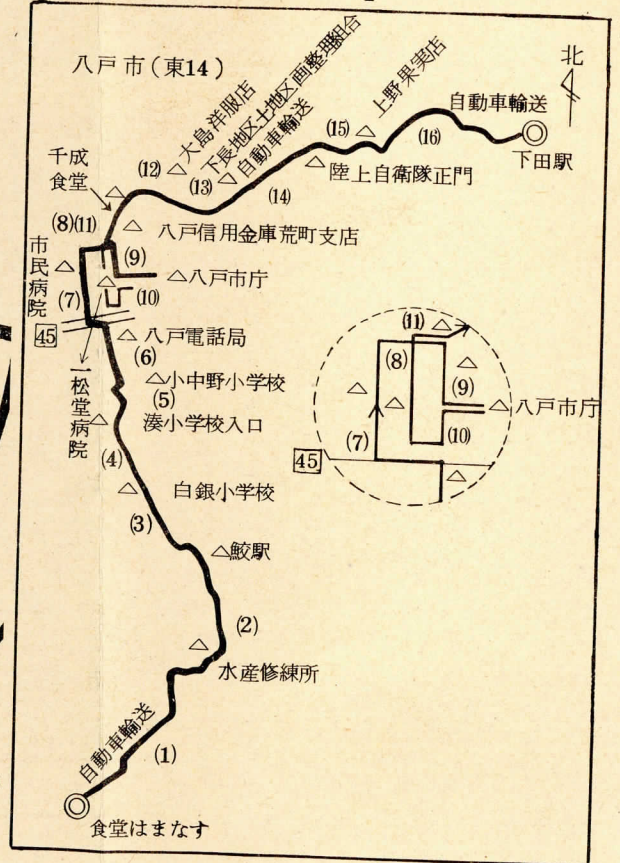 八戸市(東14)
北
大島洋服店
下長地区土地区画整理組合
自動車輸送
上野果実店
自動車輸送
下田駅
(15)
(16)
陸上自衛隊正門
(14)
(13)
(12)
千成
食堂
(8)(11)
八戸信用金庫荒町支店
市民病院
(9)
八戸市庁
(7)
(10)
45
八戸電話局
(6)
一松堂病院
小中野小学校
(5)
湊小学校入口
(4)
白銀小学校
(3)
鮫駅
(2)
水産修練所
自動車輸送
(1)
食堂はまなす
(11)
(8)
(9)
八戸市庁
(10)
(7)
45